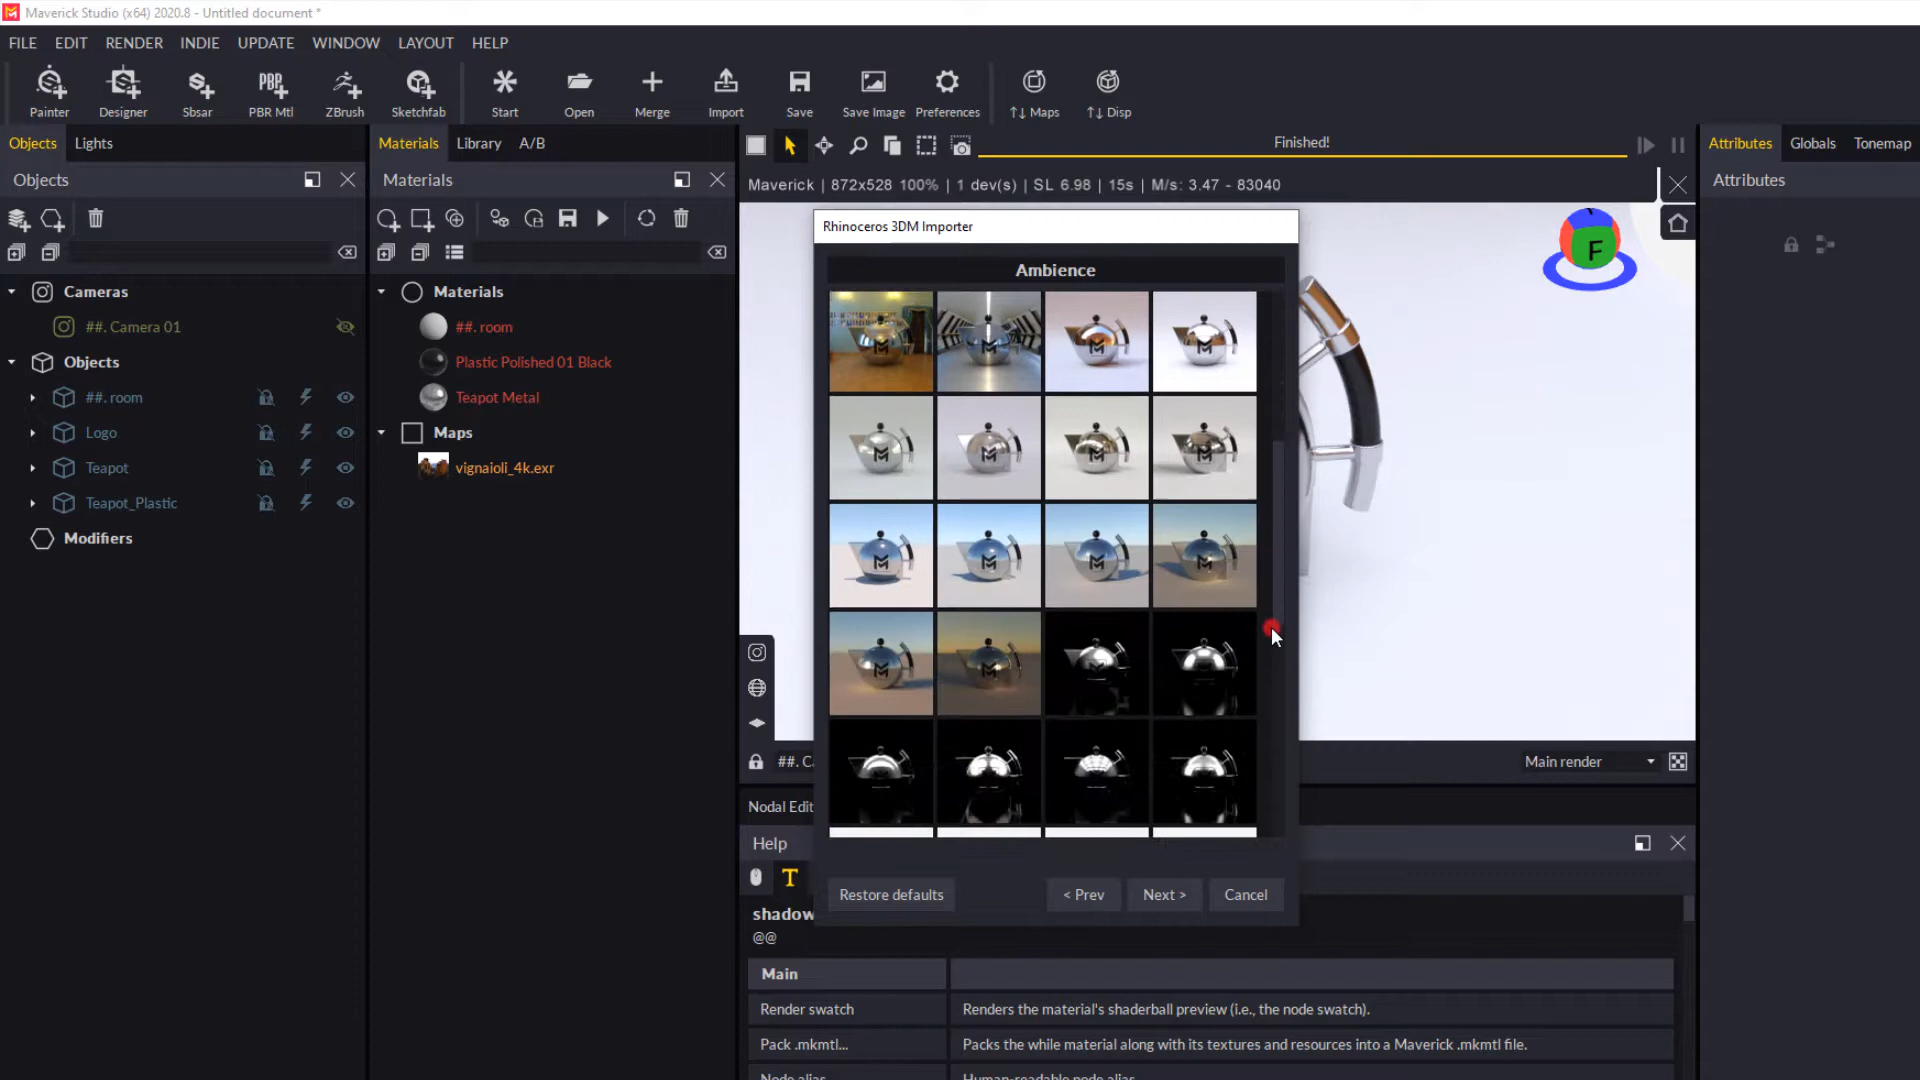 Maverick Studio (x64) 2020.8 - Untitled document *
FILE EDIT RENDER INDIE UPDATE WINDOW LAYOUT HELP
Painter Designer Sbsar PBR Mtl ZBrush Sketchfab Start Open Merge Import Save Save Image Preferences ↑↓ Maps ↑↓ Disp
Objects Lights
Materials Library A/B
Finished!
Attributes Globals Tonemap
Objects
Materials
Maverick | 872x528 100% | 1 dev(s) | SL 6.98 | 15s | M/s: 3.47 - 83040
Attributes
Cameras
##. Camera 01
Objects
##. room
Logo
Teapot
Teapot_Plastic
Modifiers
Materials
##. room
Plastic Polished 01 Black
Teapot Metal
Maps
vignaioli_4k.exr
Rhinoceros 3DM Importer
Ambience
Restore defaults < Prev Next > Cancel
F
##. C
Main render
Nodal Edit
Help
T
shadow
@@
Main
Render swatch Renders the material's shaderball preview (i.e., the node swatch).
Pack .mkmtl... Packs the while material along with its textures and resources into a Maverick .mkmtl file.
Node alias Human-readable node alias